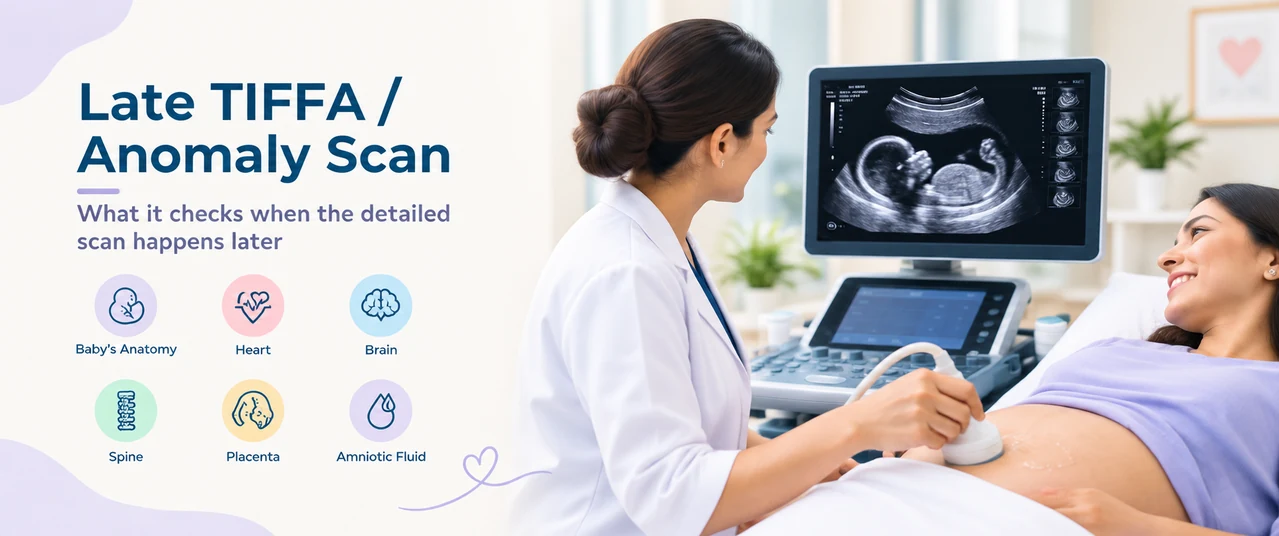 Late TIFFA /
Anomaly Scan
What it checks when the detailed
scan happens later
Baby's Anatomy
Heart
Brain
Spine
Placenta
Amniotic Fluid